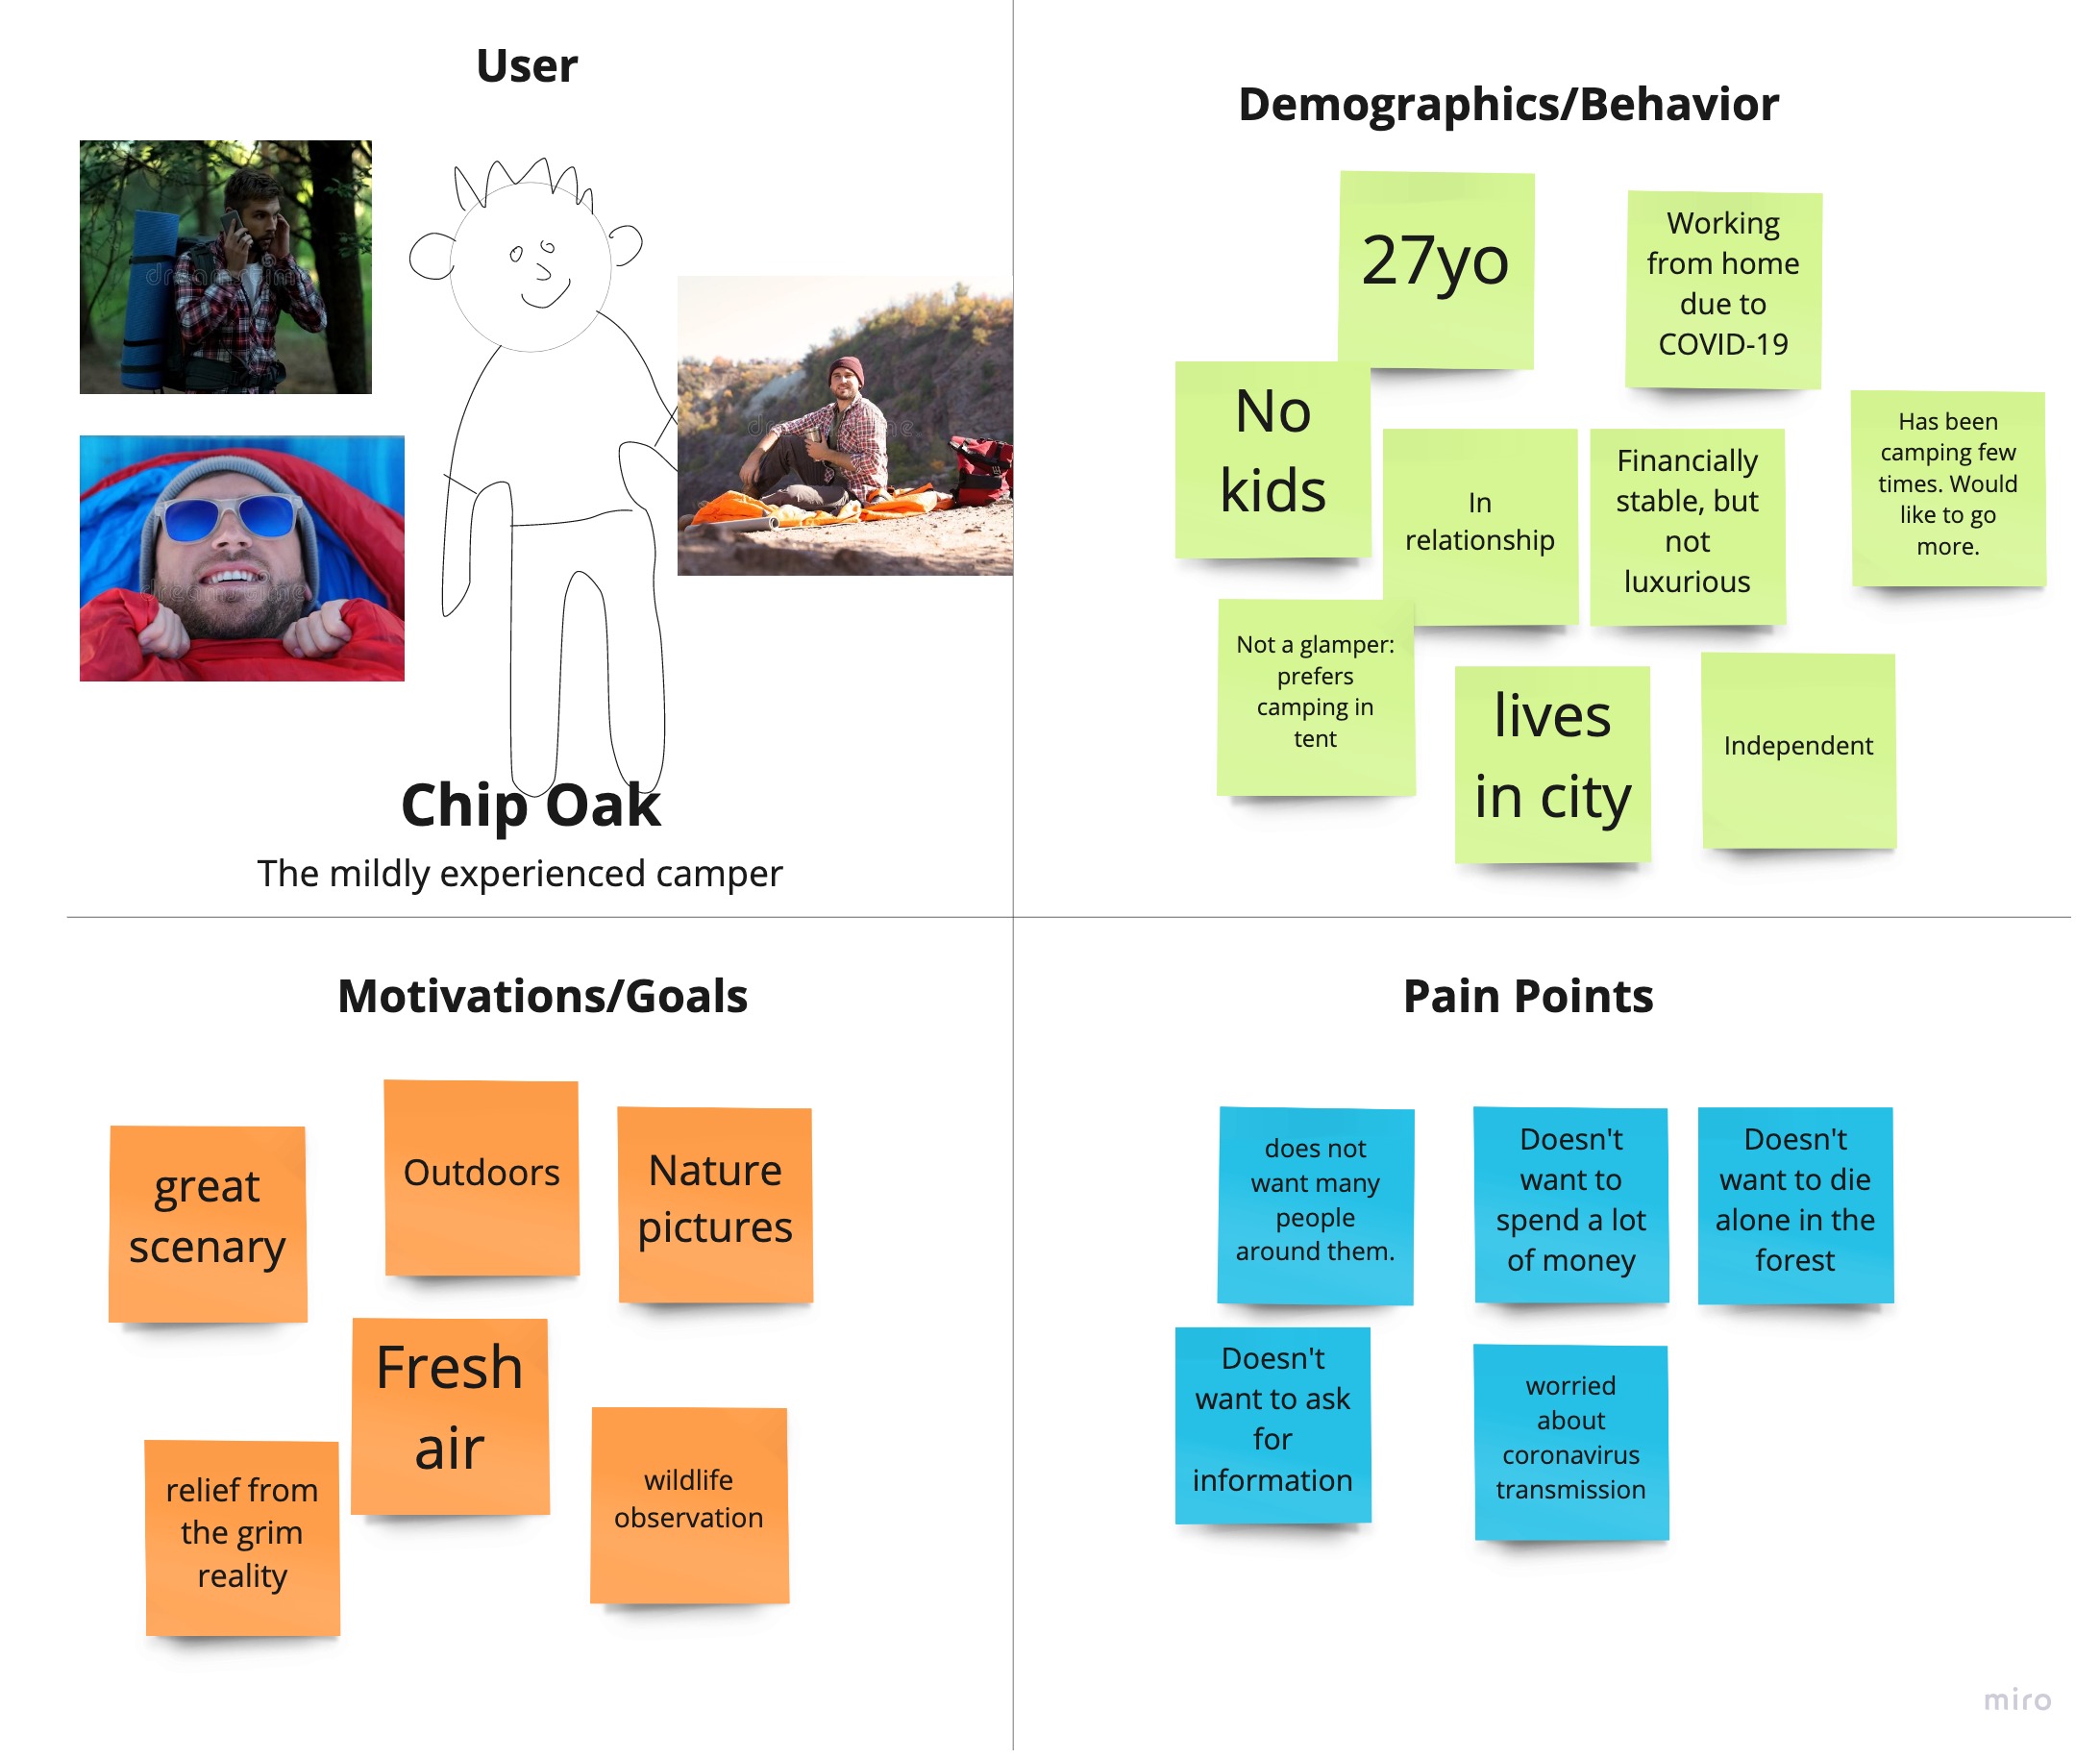 User
dreamstime
dreamstime
dreamstime
Chip Oak
The mildly experienced camper
Demographics/Behavior
27yo
Working
from home
due to
COVID-19
No
kids
In
relationship
Financially
stable, but
not
luxurious
Has been
camping few
times. Would
like to go
more.
Not a glamper:
prefers
camping in
tent
lives
in city
Independent
Motivations/Goals
great
scenary
Outdoors
Nature
pictures
Fresh
air
relief from
the grim
reality
wildlife
observation
Pain Points
does not
want many
people
around them.
Doesn't
want to
spend a lot
of money
Doesn't
want to die
alone in the
forest
Doesn't
want to ask
for
information
worried
about
coronavirus
transmission
miro